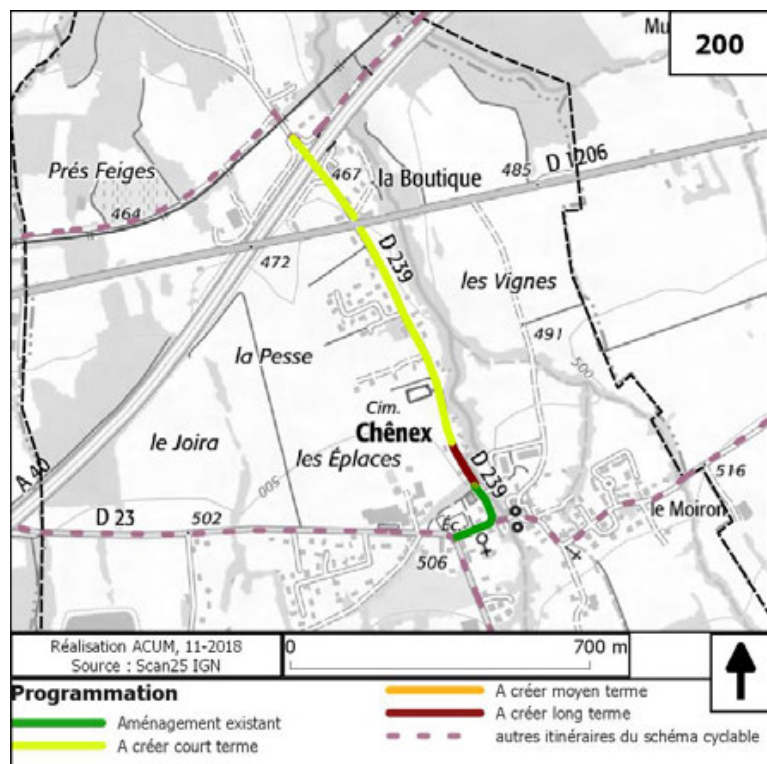 Mu
200
Prés Feiges
467
la Boutique
485
D 1206
464
472
D 239
les Vignes
491
la Pesse
500
Cim.
Chênex
le Joira
les Éplaces
D 239
A 40
500
516
D 23
502
Éc.
le Moiron
506
Réalisation ACUM, 11-2018
Source : Scan25 IGN
0
700 m
Programmation
Aménagement existant
A créer court terme
A créer moyen terme
A créer long terme
autres itinéraires du schéma cyclable